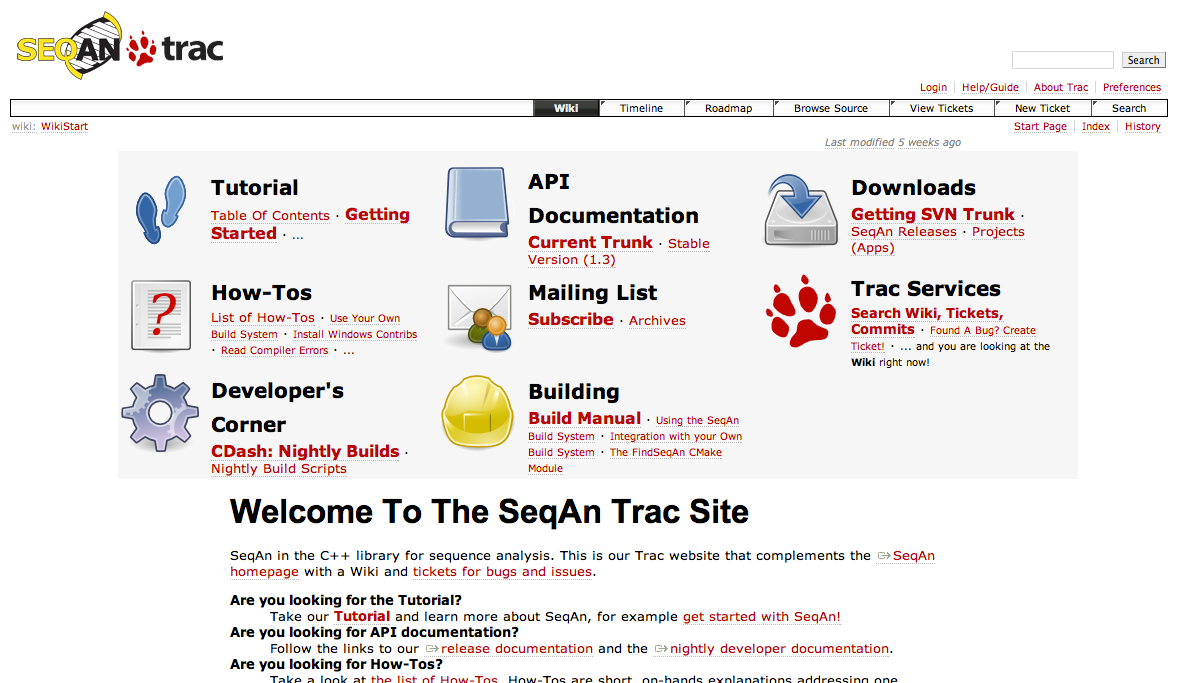 SEQAN trac
Search
Login Help/Guide About Trac Preferences
Wiki Timeline Roadmap Browse Source View Tickets New Ticket Search
wiki: WikiStart
Start Page Index History
Last modified 5 weeks ago
Tutorial
Table Of Contents · Getting
Started · ...
API
Documentation
Current Trunk · Stable
Version (1.3)
Downloads
Getting SVN Trunk ·
SeqAn Releases · Projects
(Apps)
?
How-Tos
List of How-Tos · Use Your Own
Build System · Install Windows Contribs
· Read Compiler Errors · ...
Mailing List
Subscribe · Archives
Trac Services
Search Wiki, Tickets,
Commits · Found A Bug? Create
Ticket! · ... and you are looking at the
Wiki right now!
Developer's
Corner
CDash: Nightly Builds ·
Nightly Build Scripts
Building
Build Manual · Using the SeqAn
Build System · Integration with your Own
Build System · The FindSeqAn CMake
Module
Welcome To The SeqAn Trac Site
SeqAn in the C++ library for sequence analysis. This is our Trac website that complements the SeqAn
homepage with a Wiki and tickets for bugs and issues.
Are you looking for the Tutorial?
Take our Tutorial and learn more about SeqAn, for example get started with SeqAn!
Are you looking for API documentation?
Follow the links to our release documentation and the nightly developer documentation.
Are you looking for How-Tos?
Take a look at the list of How-Tos. How-Tos are short, on-hands explanations addressing one